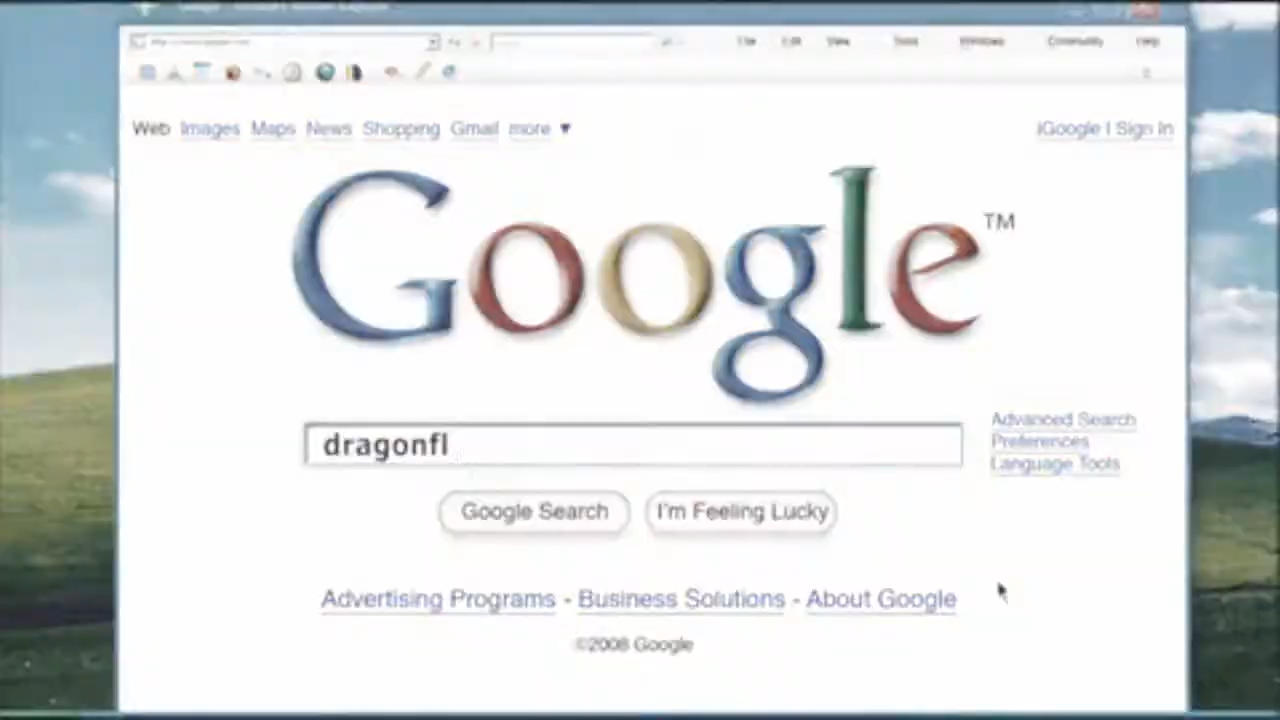 Web Images Maps News Shopping Gmail more ▼
iGoogle | Sign In
Google™
dragonfl
Advanced Search
Preferences
Language Tools
Google Search
I'm Feeling Lucky
Advertising Programs - Business Solutions - About Google
©2008 Google